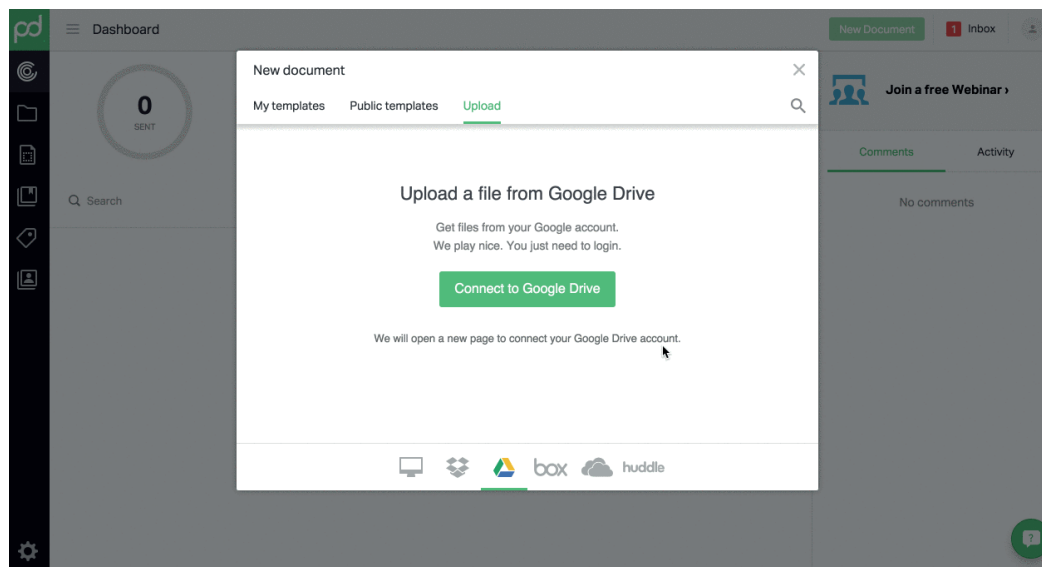 pd
Dashboard
New Document
1
Inbox
0
SENT
Search
New document
My templates
Public templates
Upload
Upload a file from Google Drive
Get files from your Google account.
We play nice. You just need to login.
Connect to Google Drive
We will open a new page to connect your Google Drive account.
box
huddle
Join a free Webinar ›
Comments
Activity
No comments
?